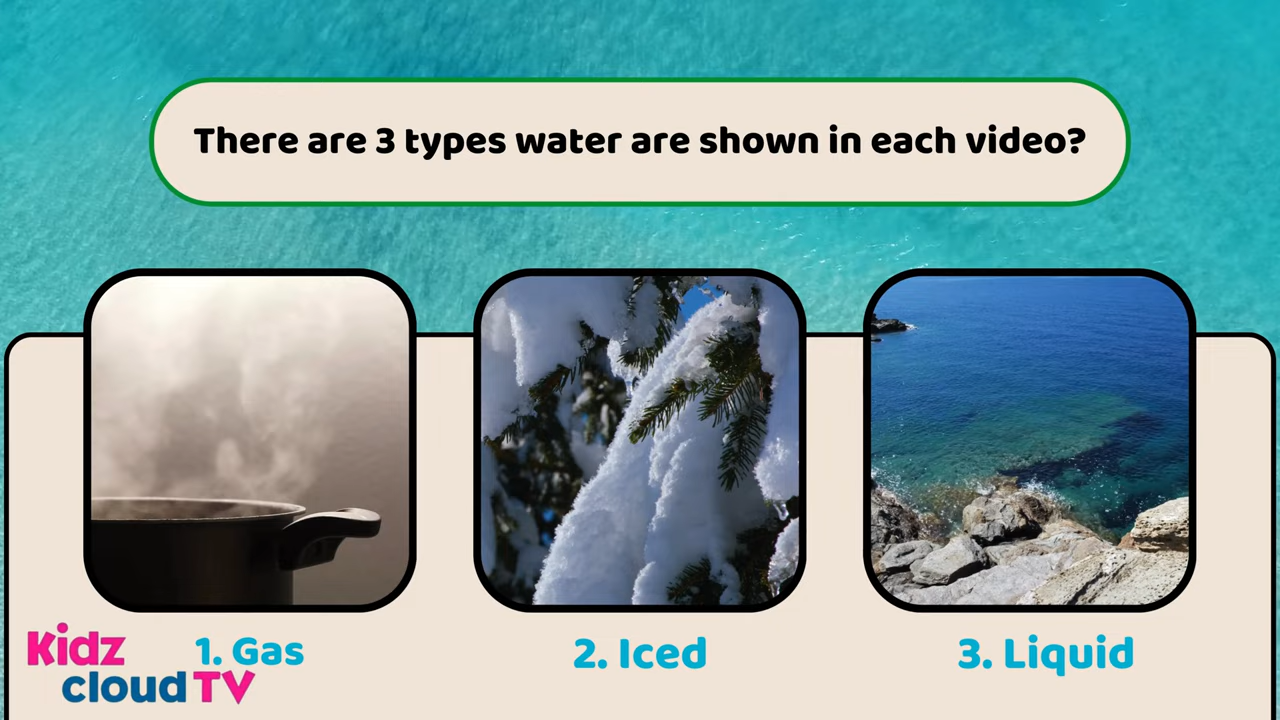 There are 3 types water are shown in each video?
1. Gas
2. Iced
3. Liquid
Kidz
cloud TV